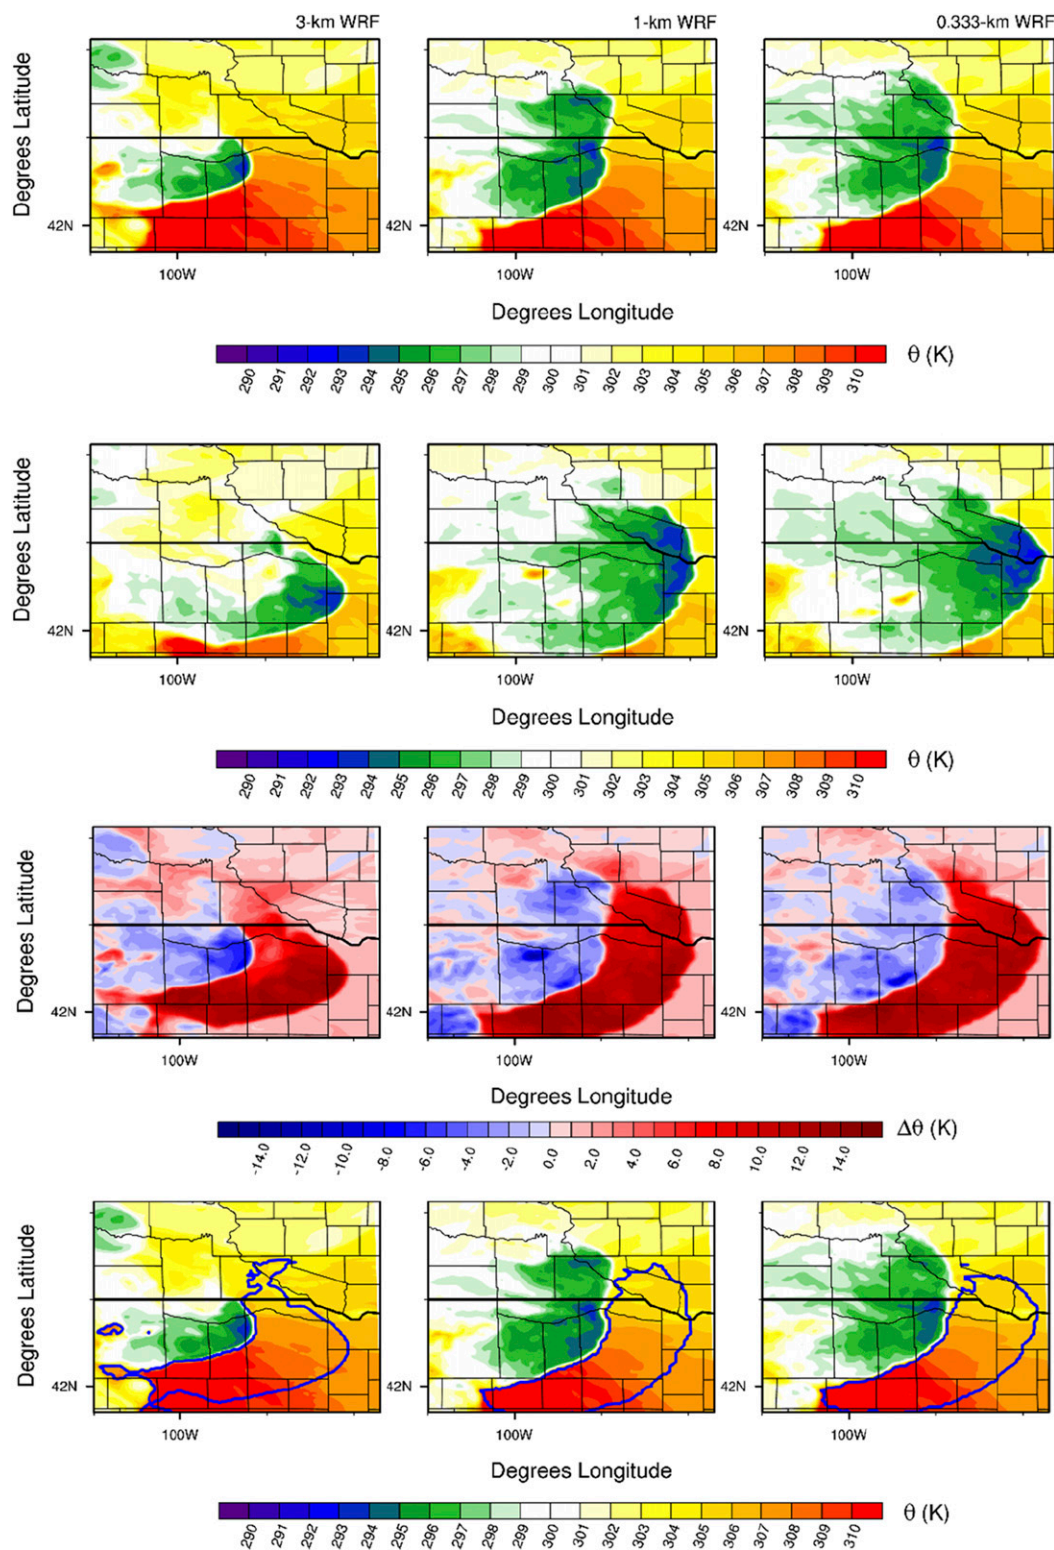 3-km WRF 1-km WRF 0.333-km WRF
Degrees Latitude
42N
100W 100W 100W
Degrees Longitude
290 291 292 293 294 295 296 297 298 299 300 301 302 303 304 305 306 307 308 309 310 θ (K)
Degrees Latitude
42N 42N 42N
100W 100W 100W
Degrees Longitude
290 291 292 293 294 295 296 297 298 299 300 301 302 303 304 305 306 307 308 309 310 θ (K)
Degrees Latitude
42N 42N 42N
100W 100W 100W
Degrees Longitude
-14.0 -12.0 -10.0 -8.0 -6.0 -4.0 -2.0 0.0 2.0 4.0 6.0 8.0 10.0 12.0 14.0 Δθ (K)
Degrees Latitude
42N 42N 42N
100W 100W 100W
Degrees Longitude
290 291 292 293 294 295 296 297 298 299 300 301 302 303 304 305 306 307 308 309 310 θ (K)